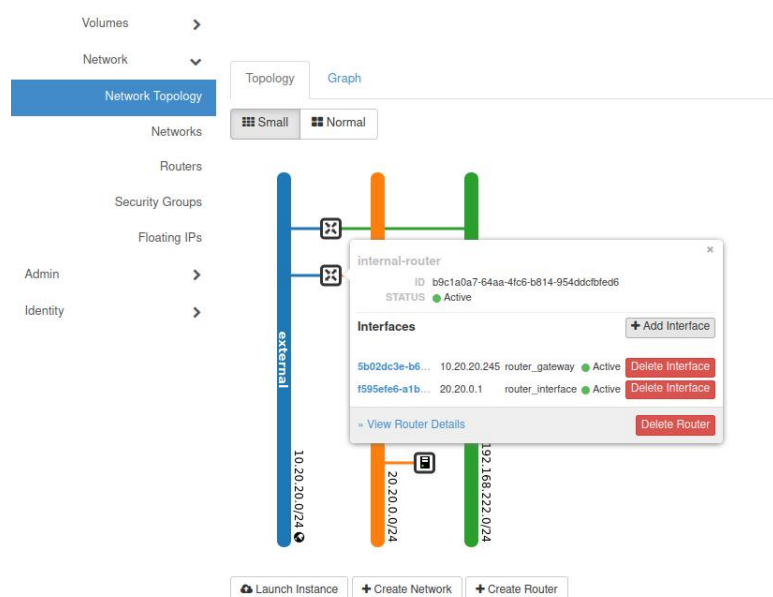 Volumes
Network
Network Topology
Networks
Routers
Security Groups
Floating IPs
Admin
Identity
Topology Graph
Small Normal
external
10.20.20.0/24
20.20.0.0/24
192.168.222.0/24
internal-router ×
ID b9c1a0a7-64aa-4fc6-b814-954ddcfbfed6
STATUS Active
Interfaces + Add Interface
5b02dc3e-b6... 10.20.20.245 router_gateway Active Delete Interface
f595efe6-a1b... 20.20.0.1 router_interface Active Delete Interface
» View Router Details Delete Router
Launch Instance + Create Network + Create Router